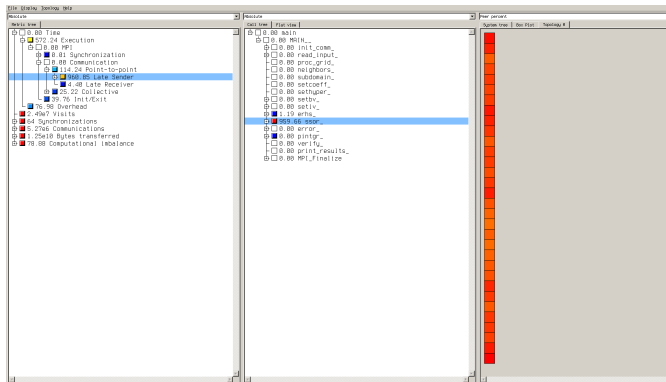 File Display Topology Help
Absolute
Absolute
Peer percent
Metric tree
Call tree
Flat view
System tree
Box Plot
Topology 0
0.00 Time
572.24 Execution
0.00 MPI
0.01 Synchronization
0.00 Communication
114.24 Point-to-point
960.85 Late Sender
4.48 Late Receiver
25.22 Collective
39.76 Init/Exit
76.98 Overhead
2.49e7 Visits
64 Synchronizations
5.27e6 Communications
1.25e10 Bytes transferred
78.88 Computational imbalance
0.00 main
0.00 MAIN__
0.00 init_comm_
0.00 read_input_
0.00 proc_grid_
0.00 neighbors_
0.00 subdomain_
0.00 setcoeff_
0.00 sethyper_
0.00 setbv_
0.00 setiv_
1.19 erhs_
959.66 ssor_
0.00 error_
0.00 pintgr_
0.00 verify_
0.00 print_results_
0.00 MPI_Finalize